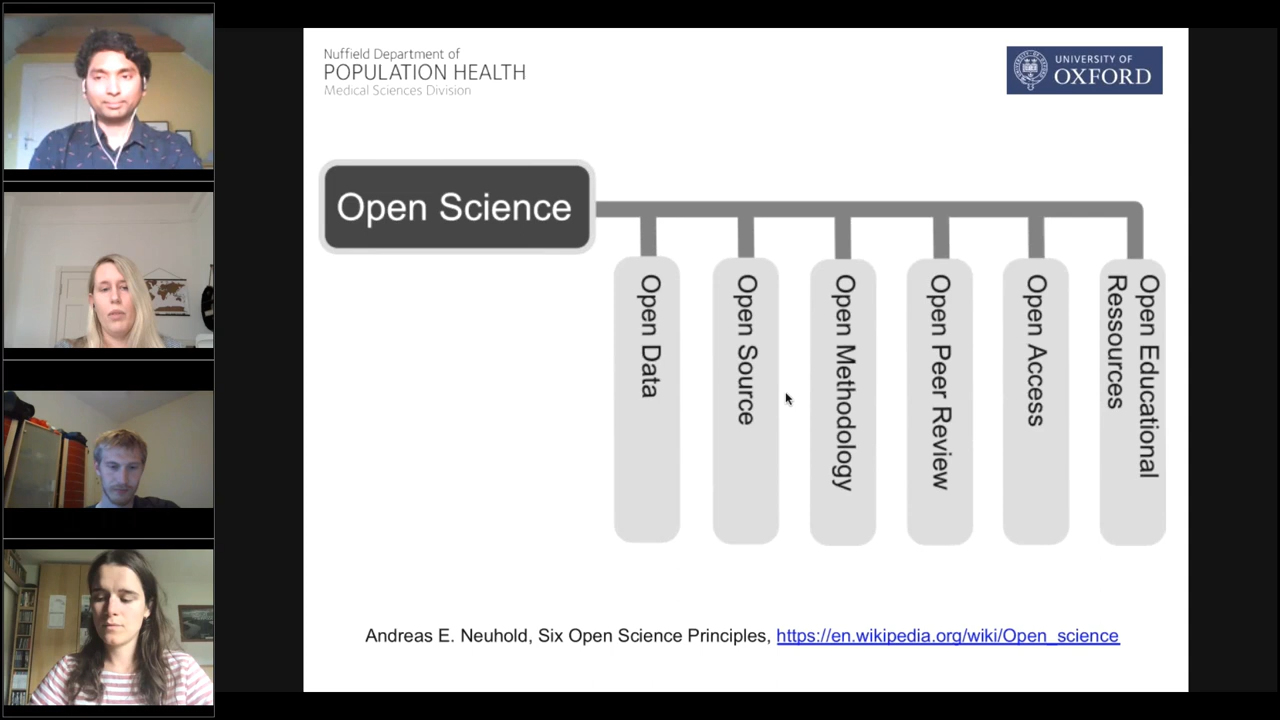 Nuffield Department of
POPULATION HEALTH
Medical Sciences Division
UNIVERSITY OF
OXFORD
Open Science
Open Data
Open Source
Open Methodology
Open Peer Review
Open Access
Open Educational
Ressources
Andreas E. Neuhold, Six Open Science Principles, https://en.wikipedia.org/wiki/Open_science